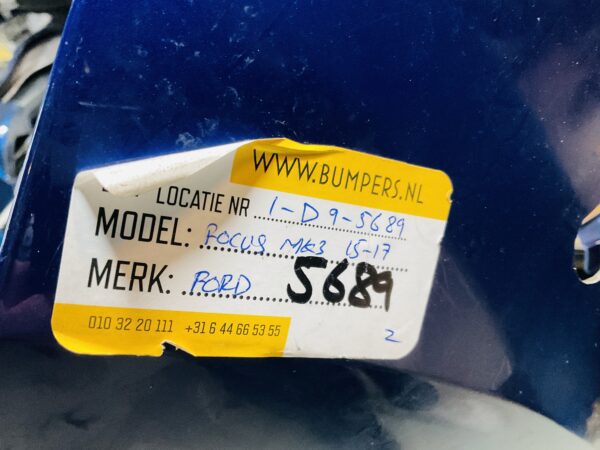 WWW.BUMPERS.NL
LOCATIE NR 1-D9-5689
MODEL: FOCUS MK3 15-17
MERK: FORD 5689
010 32 20 111 +31 6 44 66 53 55
2